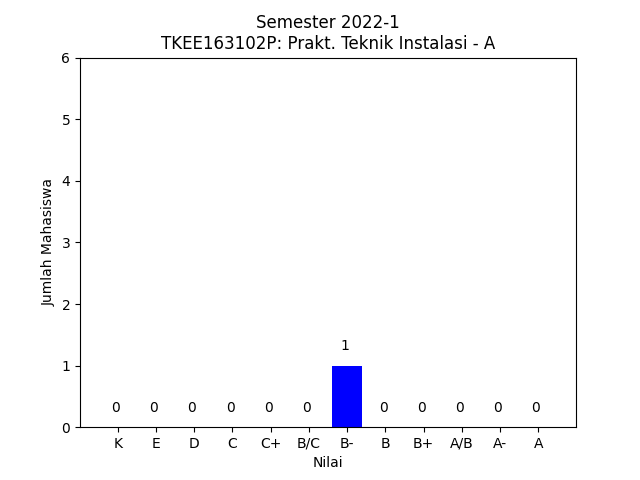 Semester 2022-1
TKEE163102P: Prakt. Teknik Instalasi - A
6
5
4
3
2
1
0
Jumlah Mahasiswa
0 0 0 0 0 0 1 0 0 0 0 0
K E D C C+ B/C B- B B+ A/B A- A
Nilai